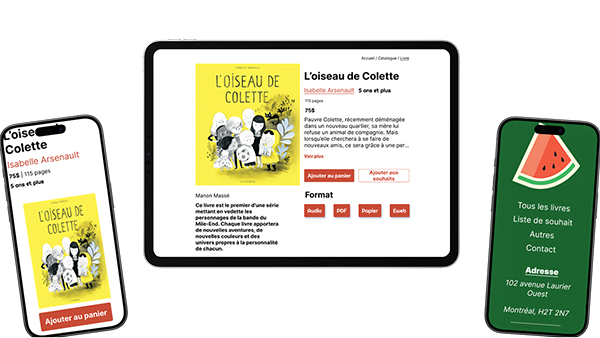 L'oiseau de
Colette
Isabelle Arsenault
75$ | 115 pages
5 ans et plus
L'OISEAU DE
COLETTE
Ajouter au panier
Accueil / Catalogue / Livre
L'OISEAU DE
COLETTE
Manon Massé
Ce livre est le premier d'une série
mettant en vedette les
personnages de la bande du
Mile-End. Chaque livre apportera
de nouvelles aventures, de
nouvelles couleurs et des
univers propres à la personnalité
de chacun.
L'oiseau de Colette
Isabelle Arsenault 5 ans et plus
115 pages
75$
Pauvre Colette, récemment déménagée
dans un nouveau quartier, sa mère lui
refuse un animal de compagnie. Mais
lorsqu'elle cherchera à se faire de
nouveaux amis, ce sera grâce à une per...
Voir plus
Ajouter au panier
Ajouter aux
souhaits
Format
Audio
PDF
Papier
Tous les livres
Liste de souhait
Autres
Contact
Adresse
102 avenue Laurier
Ouest
Montréal, H2T 2N7